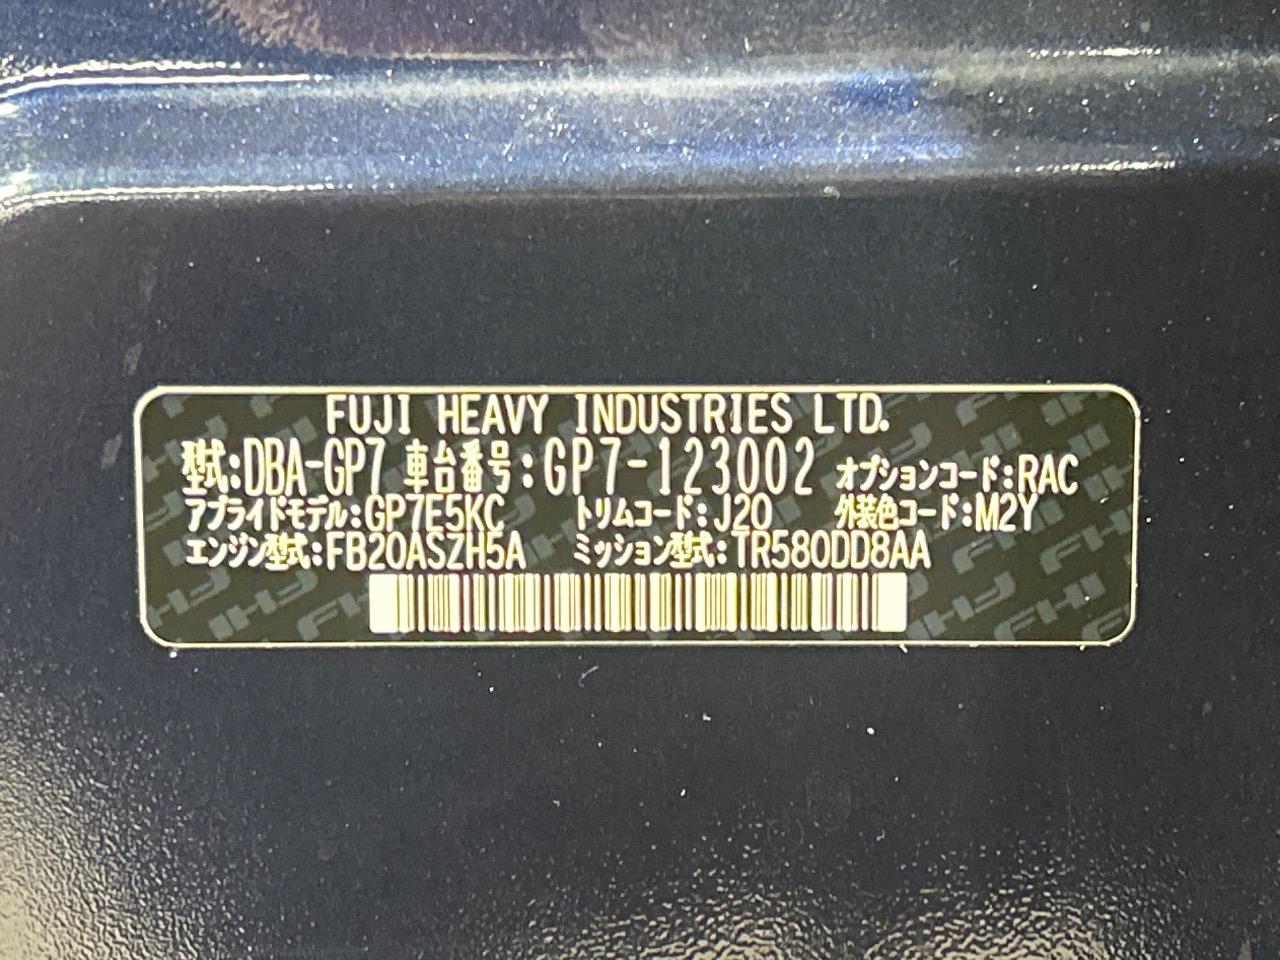 FUJI HEAVY INDUSTRIES LTD.
型式:DBA-GP7 車台番号:GP7-123002 オプションコード:RAC
アプライドモデル:GP7E5KC トリムコード:J20 外装色コード:M2Y
エンジン型式:FB20ASZH5A ミッション型式:TR580DD8AA